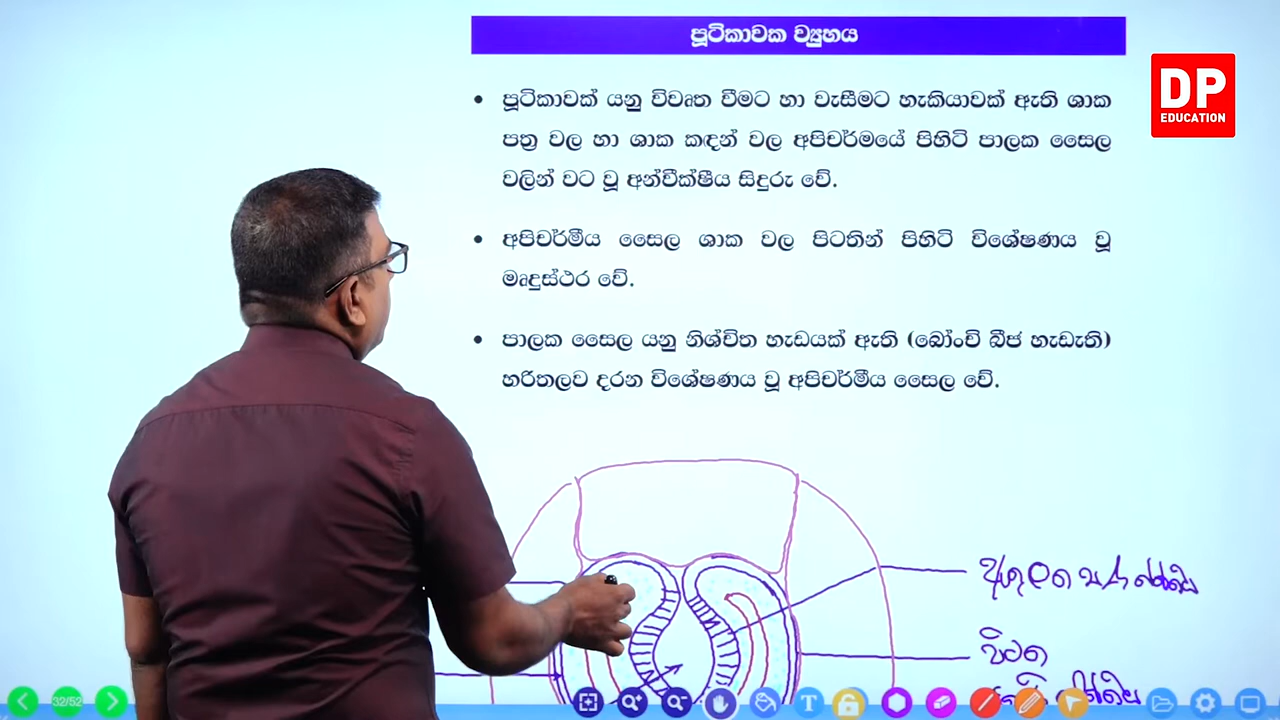 පූටිකාවක ව්‍යුහය
DP
EDUCATION
• පූටිකාවක් යනු විවෘත වීමට හා වැසීමට හැකියාවක් ඇති ශාක
පත්‍ර වල හා ශාක කඳන් වල අපිචර්මයේ පිහිටි පාලක සෛල
වලින් වට වූ අන්වීක්ෂීය සිදුරු වේ.
• අපිචර්මීය සෛල ශාක වල පිටතින් පිහිටි විශේෂණය වූ
මෘදුස්ථර වේ.
• පාලක සෛල යනු නිශ්චිත හැඩයක් ඇති (බෝංචි බීජ හැඩැති)
හරිතලව දරන විශේෂණය වූ අපිචර්මීය සෛල වේ.
පිටත
32/52
T